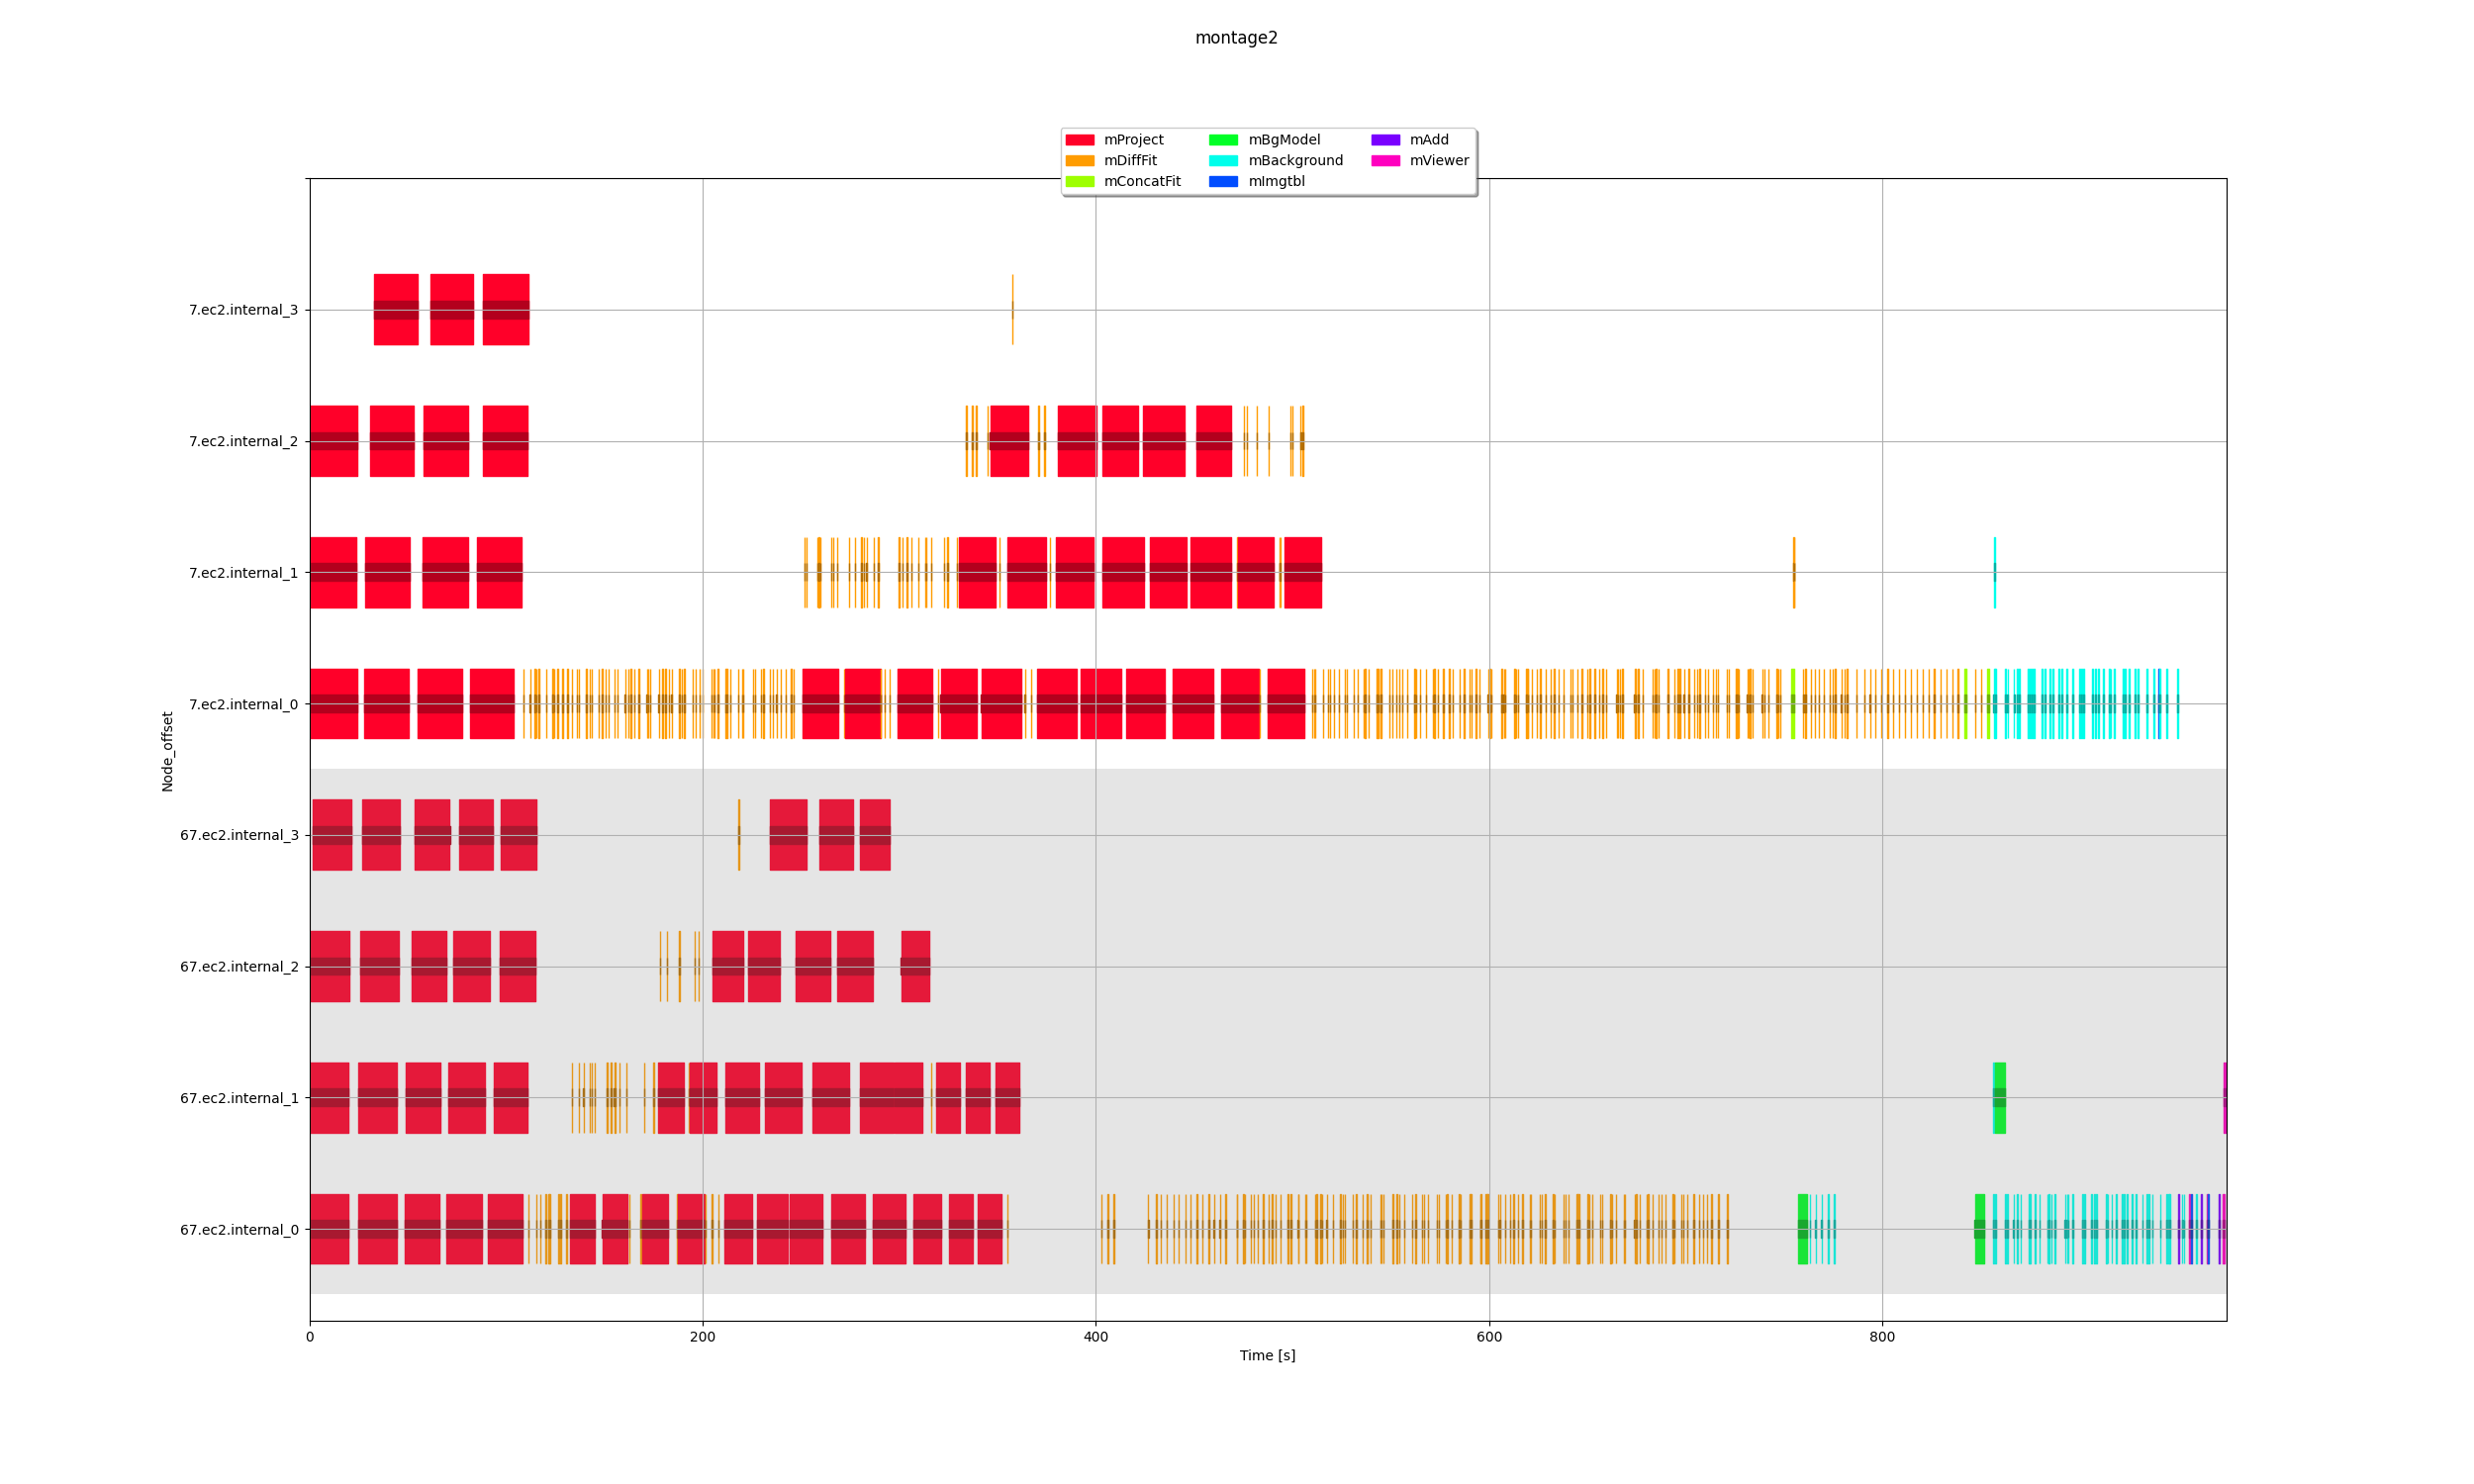 montage2
mProject mBgModel mAdd
mDiffFit mBackground mViewer
mConcatFit mImgtbl
7.ec2.internal_3
7.ec2.internal_2
7.ec2.internal_1
7.ec2.internal_0
Node_offset
67.ec2.internal_3
67.ec2.internal_2
67.ec2.internal_1
67.ec2.internal_0
0 200 400 600 800
Time [s]